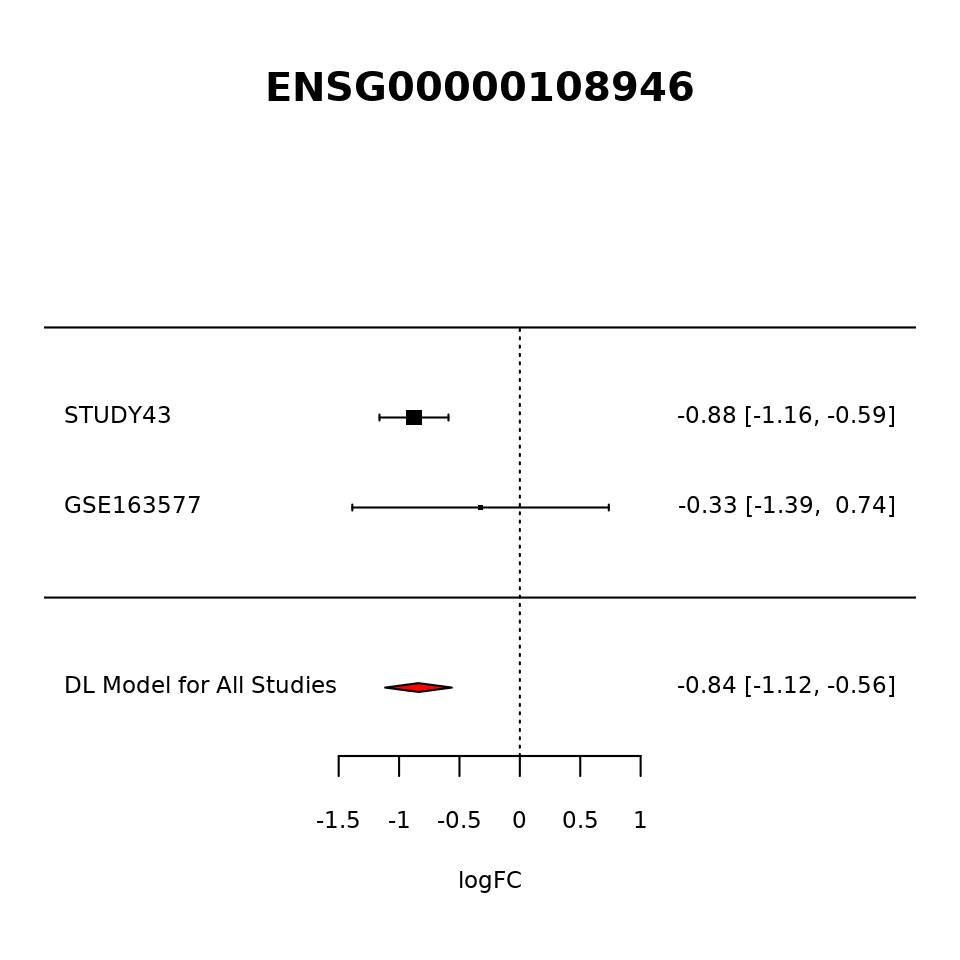 ENSG00000108946
STUDY43 -0.88 [-1.16, -0.59]
GSE163577 -0.33 [-1.39,  0.74]
DL Model for All Studies -0.84 [-1.12, -0.56]
-1.5 -1 -0.5 0 0.5 1
logFC